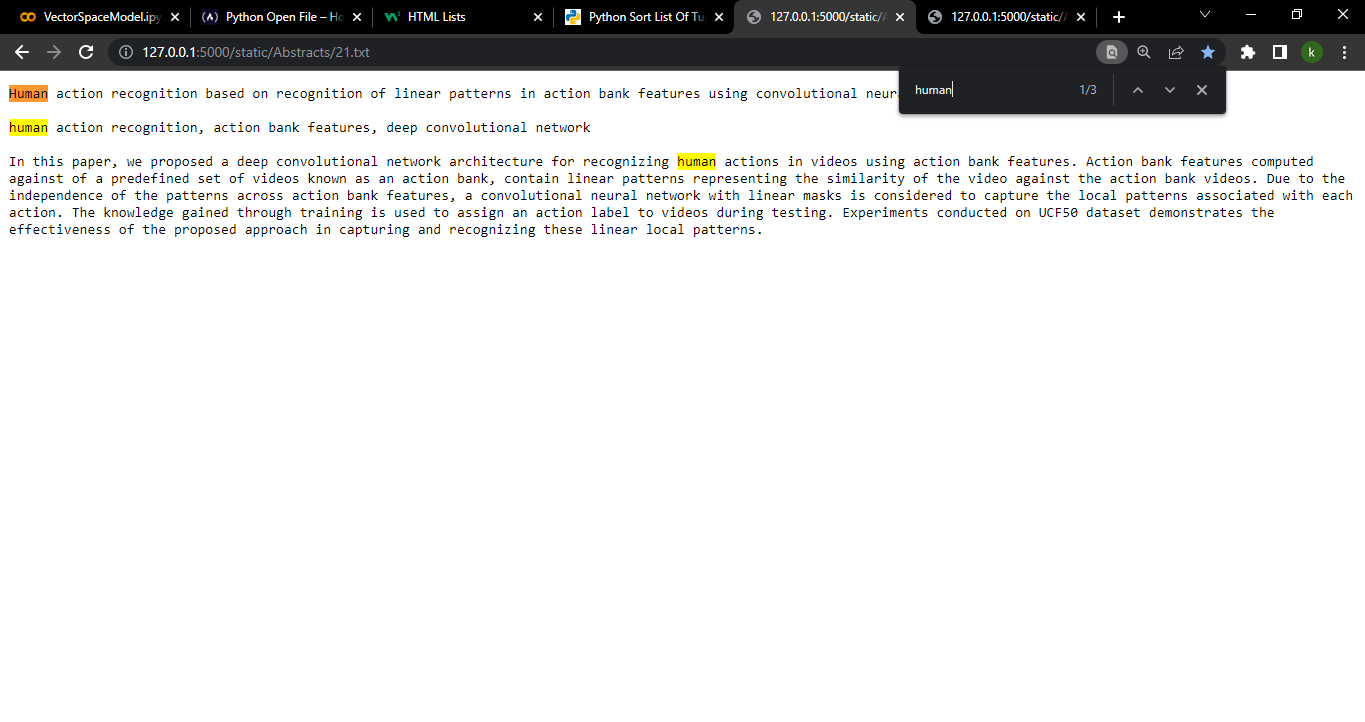 VectorSpaceModel.ipy
Python Open File – Ho
HTML Lists
Python Sort List Of Tu
127.0.0.1:5000/static//
127.0.0.1:5000/static//
127.0.0.1:5000/static/Abstracts/21.txt
k
human 1/3
Human action recognition based on recognition of linear patterns in action bank features using convolutional
human action recognition, action bank features, deep convolutional network
In this paper, we proposed a deep convolutional network architecture for recognizing human actions in videos using action bank features. Action bank features computed
against of a predefined set of videos known as an action bank, contain linear patterns representing the similarity of the video against the action bank videos. Due to the
independence of the patterns across action bank features, a convolutional neural network with linear masks is considered to capture the local patterns associated with each
action. The knowledge gained through training is used to assign an action label to videos during testing. Experiments conducted on UCF50 dataset demonstrates the
effectiveness of the proposed approach in capturing and recognizing these linear local patterns.